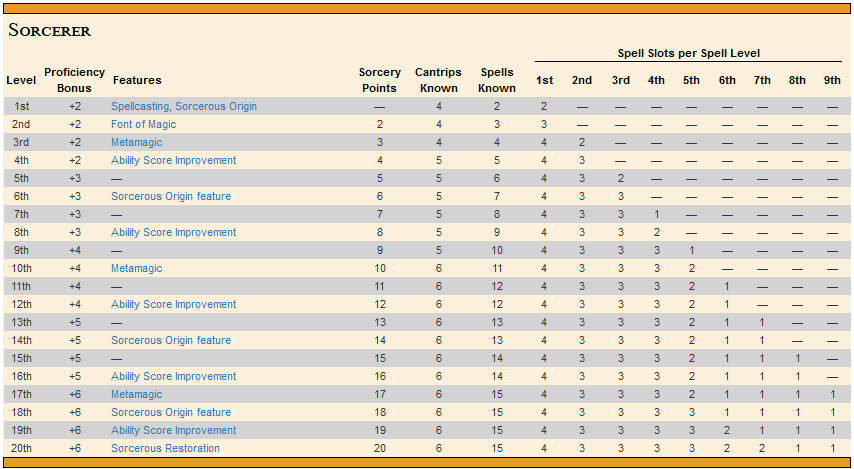 SORCERER
Spell Slots per Spell Level
Level Proficiency Bonus Features Sorcery Points Cantrips Known Spells Known 1st 2nd 3rd 4th 5th 6th 7th 8th 9th
1st +2 Spellcasting, Sorcerous Origin — 4 2 2 — — — — — — — —
2nd +2 Font of Magic 2 4 3 3 — — — — — — — —
3rd +2 Metamagic 3 4 4 4 2 — — — — — — —
4th +2 Ability Score Improvement 4 5 5 4 3 — — — — — — —
5th +3 — 5 5 6 4 3 2 — — — — — —
6th +3 Sorcerous Origin feature 6 5 7 4 3 3 — — — — — —
7th +3 — 7 5 8 4 3 3 1 — — — — —
8th +3 Ability Score Improvement 8 5 9 4 3 3 2 — — — — —
9th +4 — 9 5 10 4 3 3 3 1 — — — —
10th +4 Metamagic 10 6 11 4 3 3 3 2 — — — —
11th +4 — 11 6 12 4 3 3 3 2 1 — — —
12th +4 Ability Score Improvement 12 6 12 4 3 3 3 2 1 — — —
13th +5 — 13 6 13 4 3 3 3 2 1 1 — —
14th +5 Sorcerous Origin feature 14 6 13 4 3 3 3 2 1 1 — —
15th +5 — 15 6 14 4 3 3 3 2 1 1 1 —
16th +5 Ability Score Improvement 16 6 14 4 3 3 3 2 1 1 1 —
17th +6 Metamagic 17 6 15 4 3 3 3 2 1 1 1 1
18th +6 Sorcerous Origin feature 18 6 15 4 3 3 3 3 1 1 1 1
19th +6 Ability Score Improvement 19 6 15 4 3 3 3 3 2 1 1 1
20th +6 Sorcerous Restoration 20 6 15 4 3 3 3 3 2 2 1 1